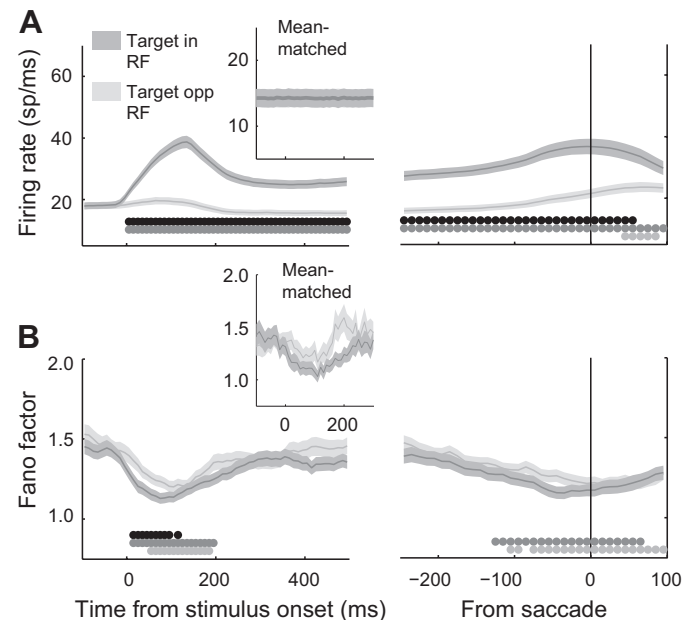 A
Firing rate (sp/ms)
60
40
20
Target in
RF
Target opp
RF
Mean-
matched
20
10
B
Fano factor
2.0
1.5
1.0
Mean-
matched
2.0
1.5
1.0
0 200
0 200 400
Time from stimulus onset (ms)
−200 −100 0 100
From saccade